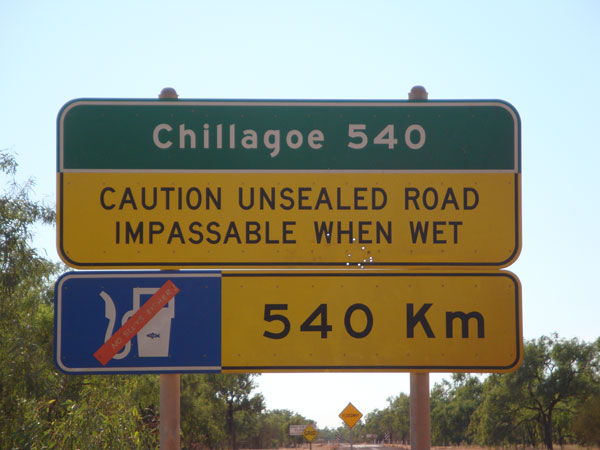 Chillagoe 540
CAUTION UNSEALED ROAD
IMPASSABLE WHEN WET
540 Km